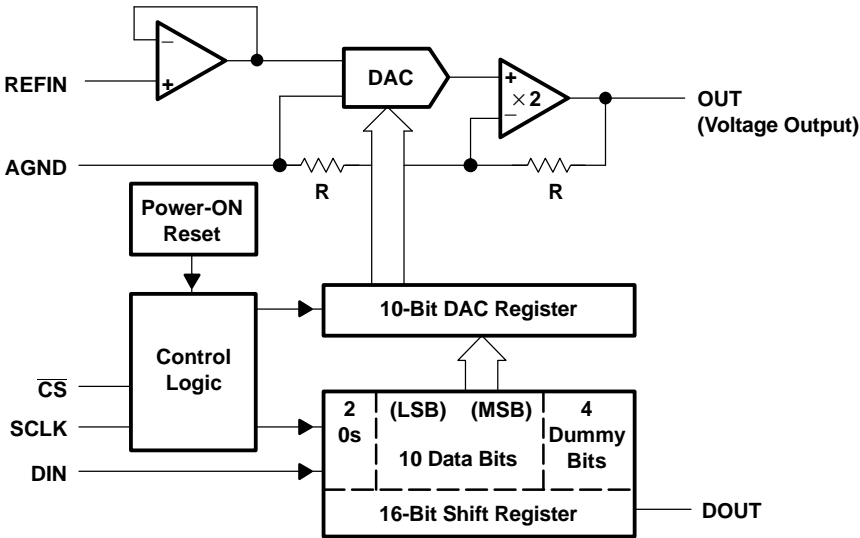 −
+
REFIN
DAC
+
× 2
−
OUT
(Voltage Output)
AGND
R
R
Power-ON
Reset
10-Bit DAC Register
Control
Logic
CS
SCLK
DIN
2
0s
(LSB) (MSB)
10 Data Bits
4
Dummy
Bits
16-Bit Shift Register
DOUT